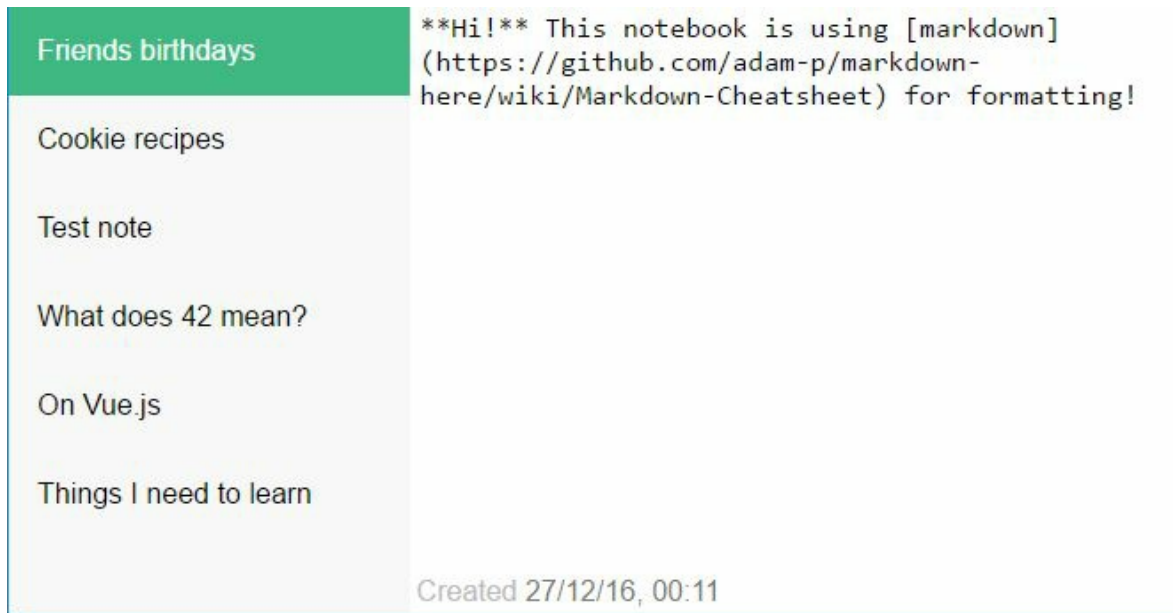 Friends birthdays
Cookie recipes
Test note
What does 42 mean?
On Vue.js
Things I need to learn
**Hi!** This notebook is using [markdown]
(https://github.com/adam-p/markdown-
here/wiki/Markdown-Cheatsheet) for formatting!
Created 27/12/16, 00:11